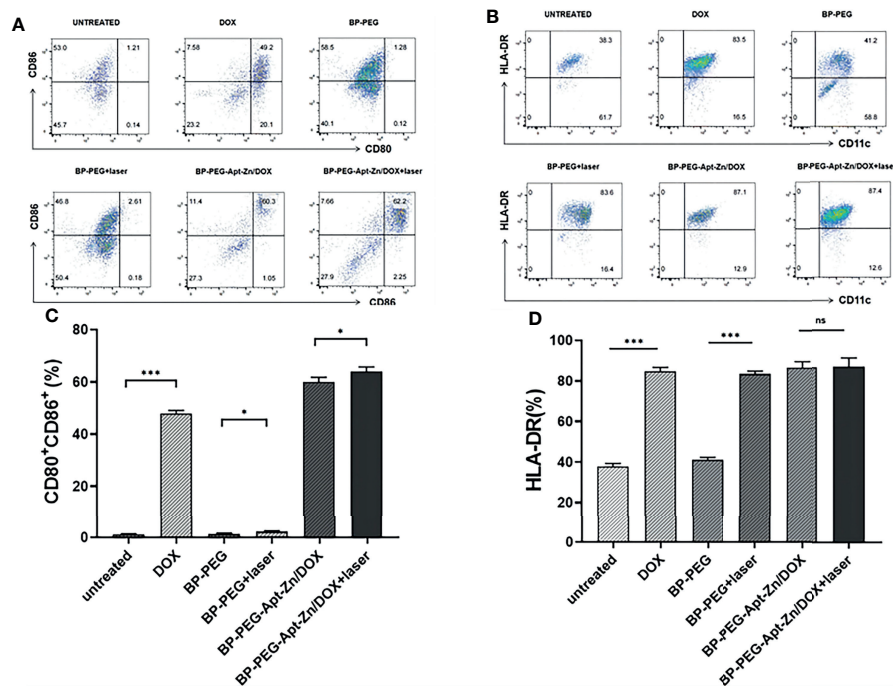 A
UNTREATED
DOX
BP-PEG
CD86
53.0 1.21
45.7 0.14
7.58 49.2
23.2 20.1
58.5 1.28
40.1 0.12
CD80
BP-PEG+laser
BP-PEG-Apt-Zn/DOX
BP-PEG-Apt-Zn/DOX+laser
CD86
46.8 2.61
50.4 0.18
11.4 60.3
27.3 1.05
7.66 62.2
27.9 2.25
CD86
B
UNTREATED
DOX
BP-PEG
HLA-DR
0 38.3
0 61.7
0 83.5
0 16.5
0 41.2
0 58.8
CD11c
BP-PEG+laser
BP-PEG-Apt-Zn/DOX
BP-PEG-Apt-Zn/DOX+laser
HLA-DR
0 83.6
0 16.4
0 87.1
0 12.9
0 87.4
0 12.6
CD11c
C
CD80+CD86+ (%)
80
60
40
20
0
***
*
*
untreated
DOX
BP-PEG
BP-PEG+laser
BP-PEG-Apt-Zn/DOX
BP-PEG-Apt-Zn/DOX+laser
D
HLA-DR(%)
100
80
60
40
20
0
***
***
ns
untreated
DOX
BP-PEG
BP-PEG+laser
BP-PEG-Apt-Zn/DOX
BP-PEG-Apt-Zn/DOX+laser